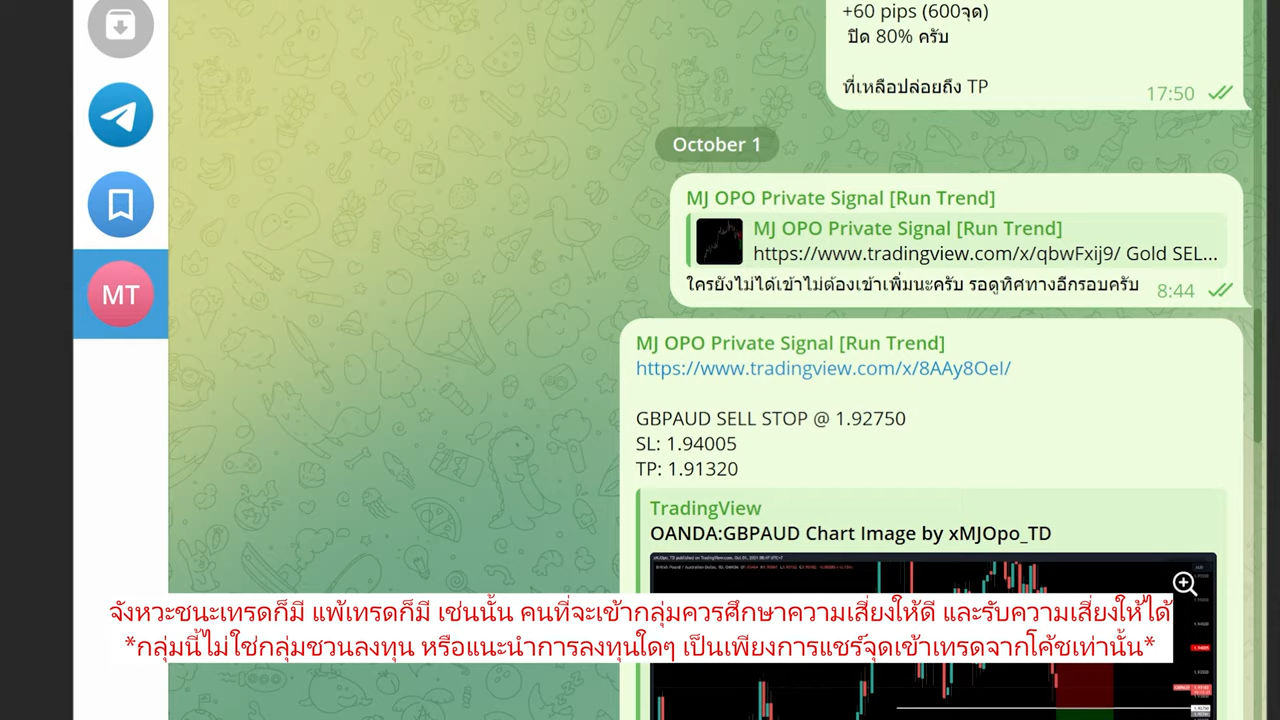 +60 pips (600จุด)
ปิด 80% ครับ
ที่เหลือปล่อยถึง TP
17:50
October 1
MJ OPO Private Signal [Run Trend]
MJ OPO Private Signal [Run Trend]
https://www.tradingview.com/x/qbwFxij9/ Gold SEL...
ใครยังไม่ได้เข้าไม่ต้องเข้าเพิ่มนะครับ รอดูทิศทางอีกรอบครับ
8:44
MT
MJ OPO Private Signal [Run Trend]
https://www.tradingview.com/x/8AAy8OeI/
GBPAUD SELL STOP @ 1.92750
SL: 1.94005
TP: 1.91320
TradingView
OANDA:GBPAUD Chart Image by xMJOpo_TD
จังหวะชนะเทรดก็มี แพ้เทรดก็มี เช่นนั้น คนที่จะเข้ากลุ่มควรศึกษาความเสี่ยงให้ดี และรับความเสี่ยงให้ได้
*กลุ่มนี้ไม่ใช่กลุ่มชวนลงทุน หรือแนะนำการลงทุนใดๆ เป็นเพียงการแชร์จุดเข้าเทรดจากโค้ชเท่านั้น*